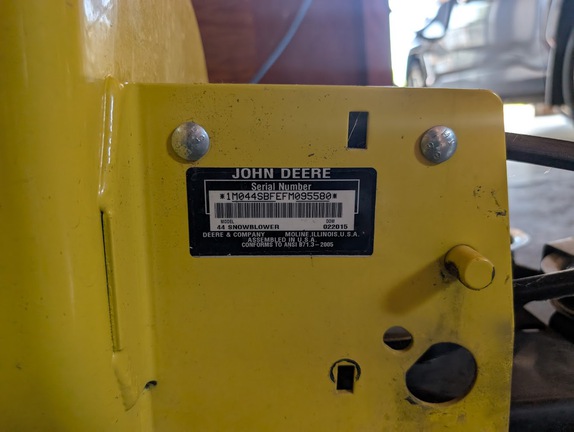 JOHN DEERE
Serial Number
*1M044SBFEFM095580*
MODEL DOM
44 SNOWBLOWER 022015
DEERE & COMPANY MOLINE, ILLINOIS, U.S.A.
ASSEMBLED IN U.S.A.
CONFORMS TO ANSI B71.3-2005